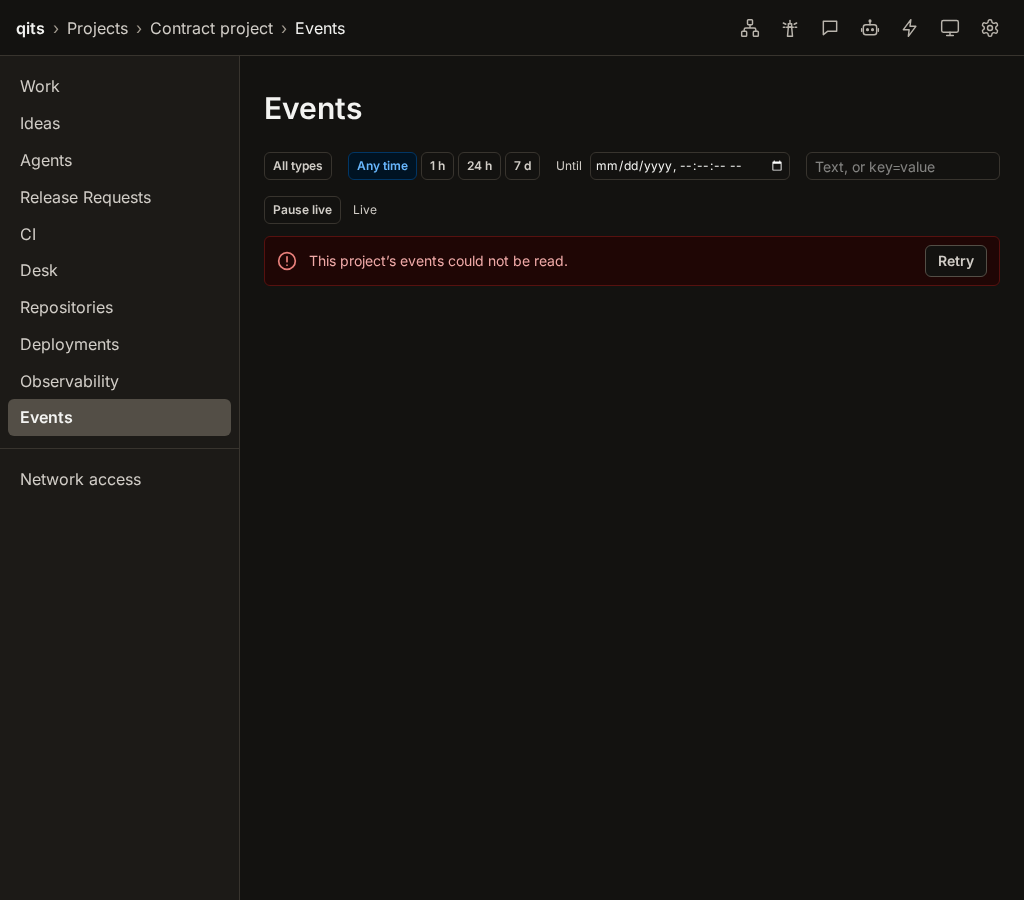 qits › Projects › Contract project › Events
Work
Ideas
Agents
Release Requests
CI
Desk
Repositories
Deployments
Observability
Events
Network access
Events
All types Any time 1 h 24 h 7 d Until mm/dd/yyyy, --:--:-- -- Text, or key=value
Pause live Live
This project’s events could not be read. Retry